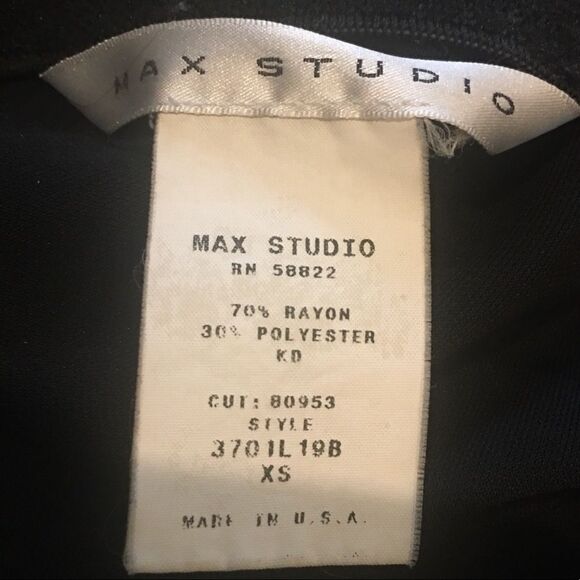 MAX STUDIO
MAX STUDIO
RN 58822
70% RAYON
30% POLYESTER
KD
CUT: 80953
STYLE
3701L19B
XS
MADE IN U.S.A.